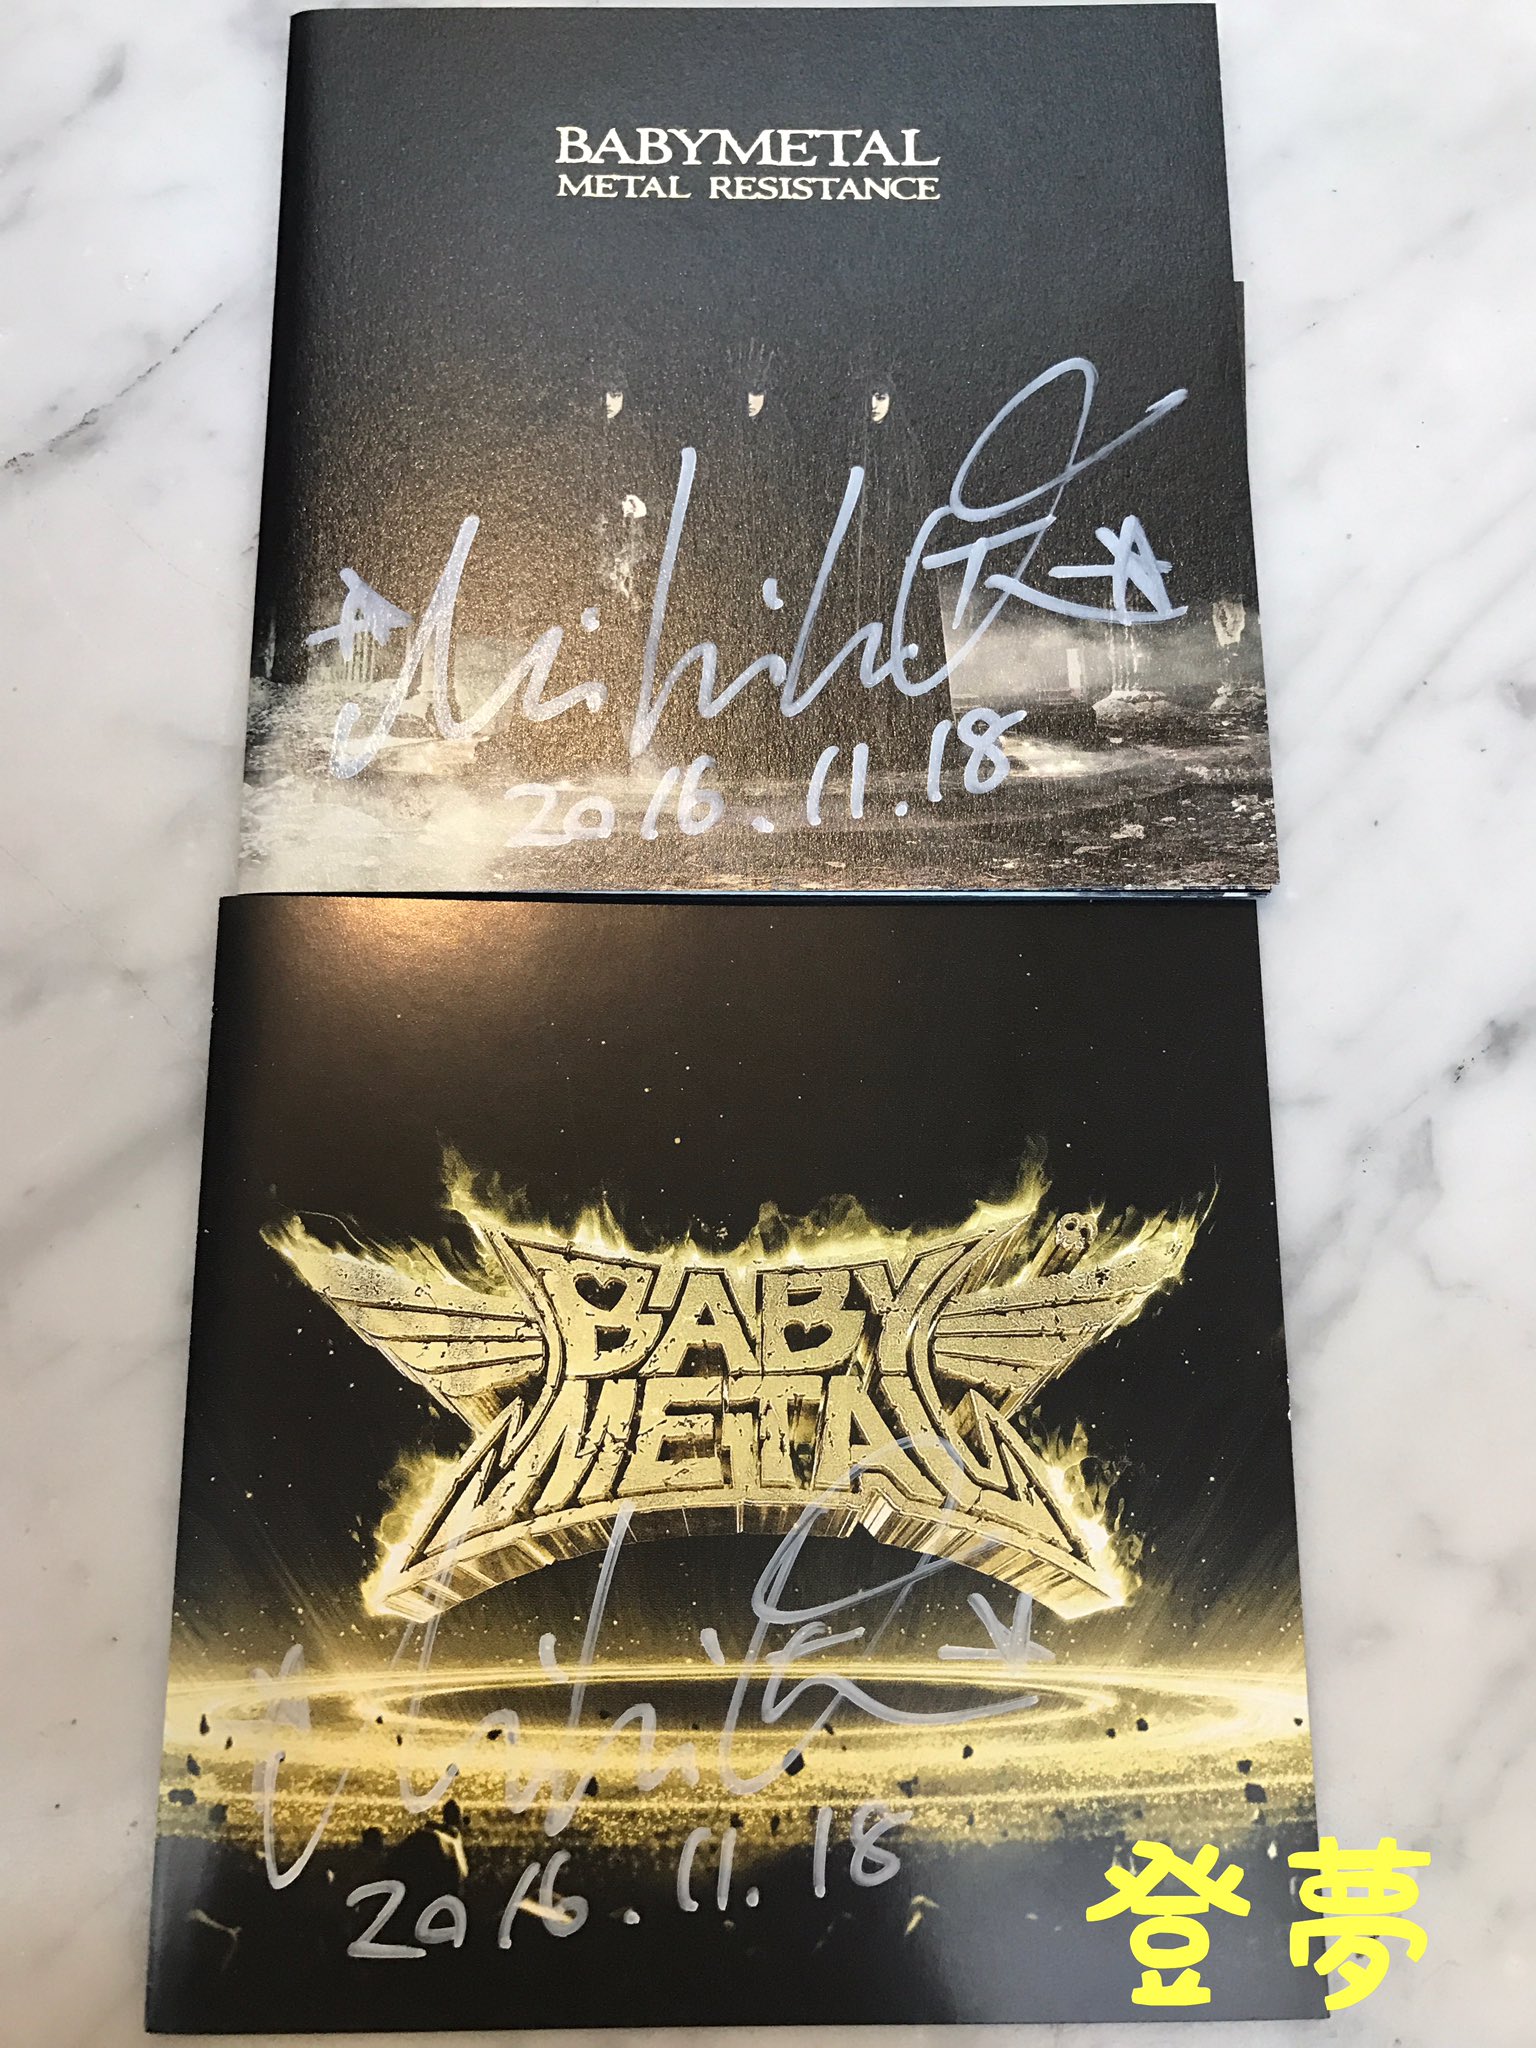 BABYMETAL
METAL RESISTANCE
2016.11.18
BABY
METAL
2016.11.18
登夢